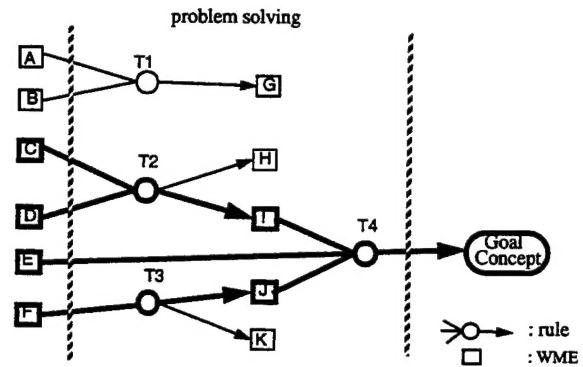 problem solving
A
T1
G
B
C
T2
H
D
I
T4
E
Goal
Concept
T3
J
F
K
: rule
: WME